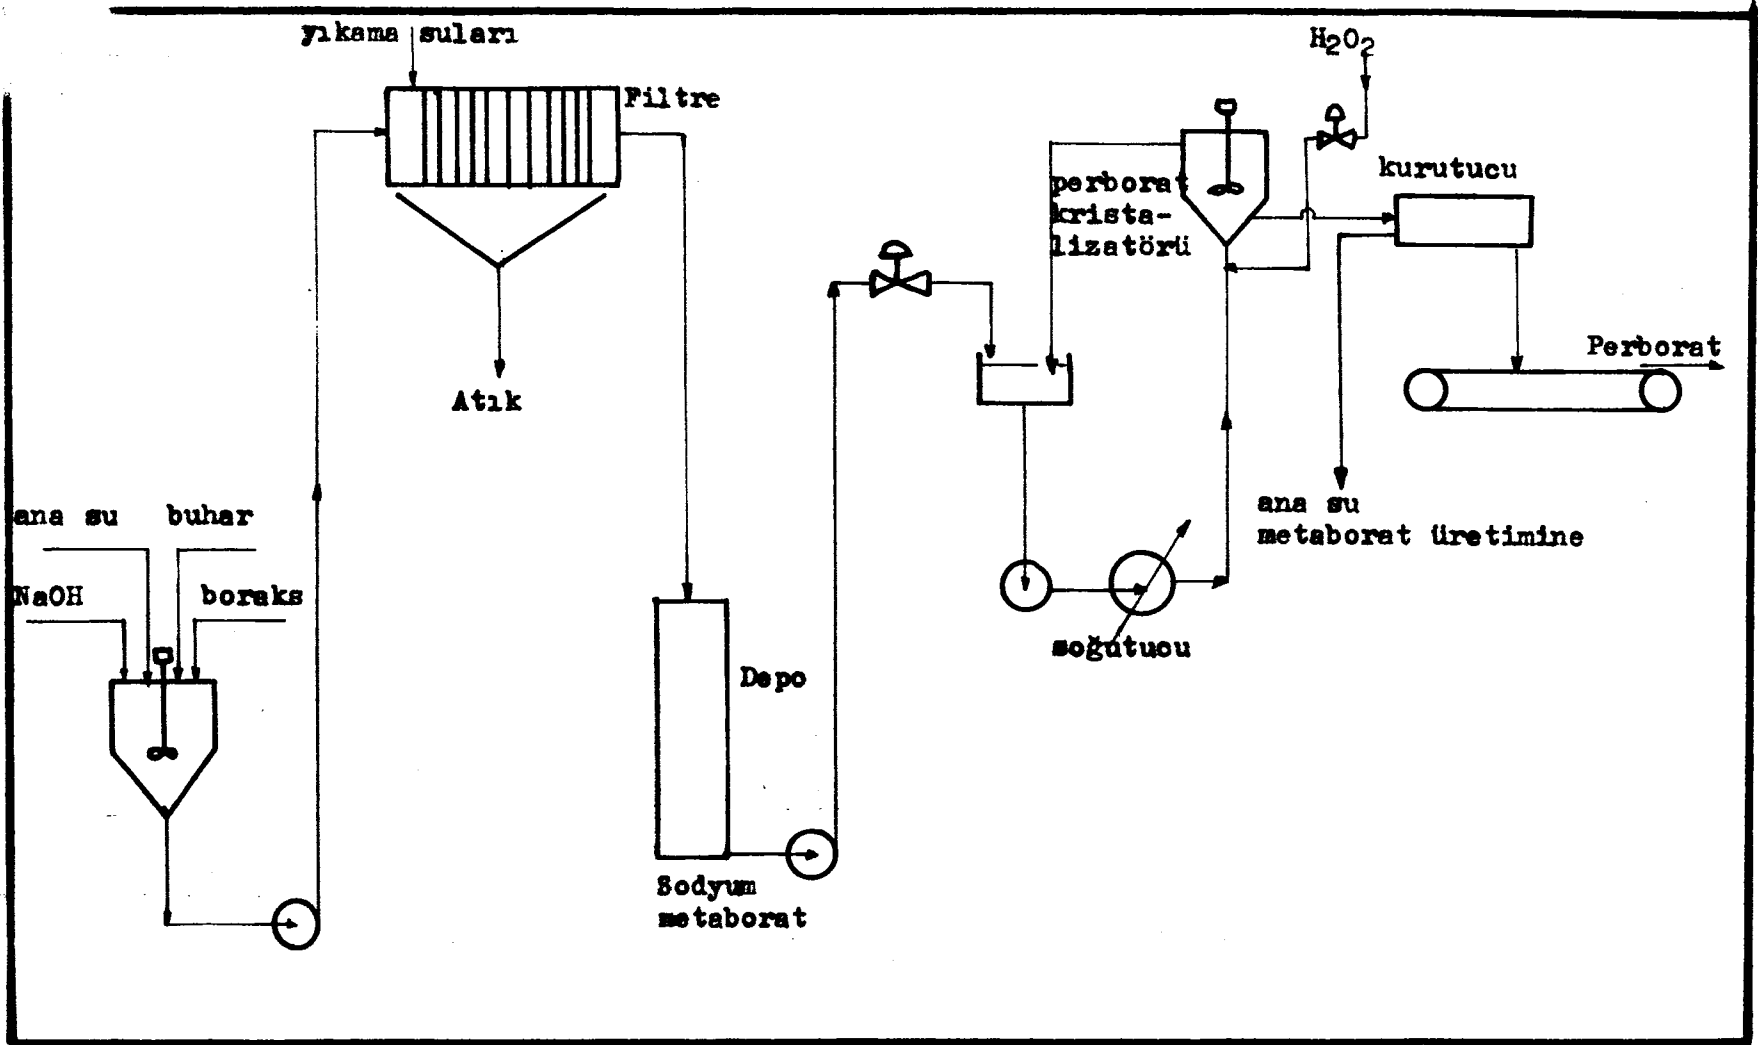 yıkama suları
Filtre
Atık
ana su
buhar
NaOH
boraks
Depo
Sodyum
metaborat
H₂O₂
perborat
krista-
lizatörü
kurutucu
Perborat
ana su
metaborat üretimine
soğutucu